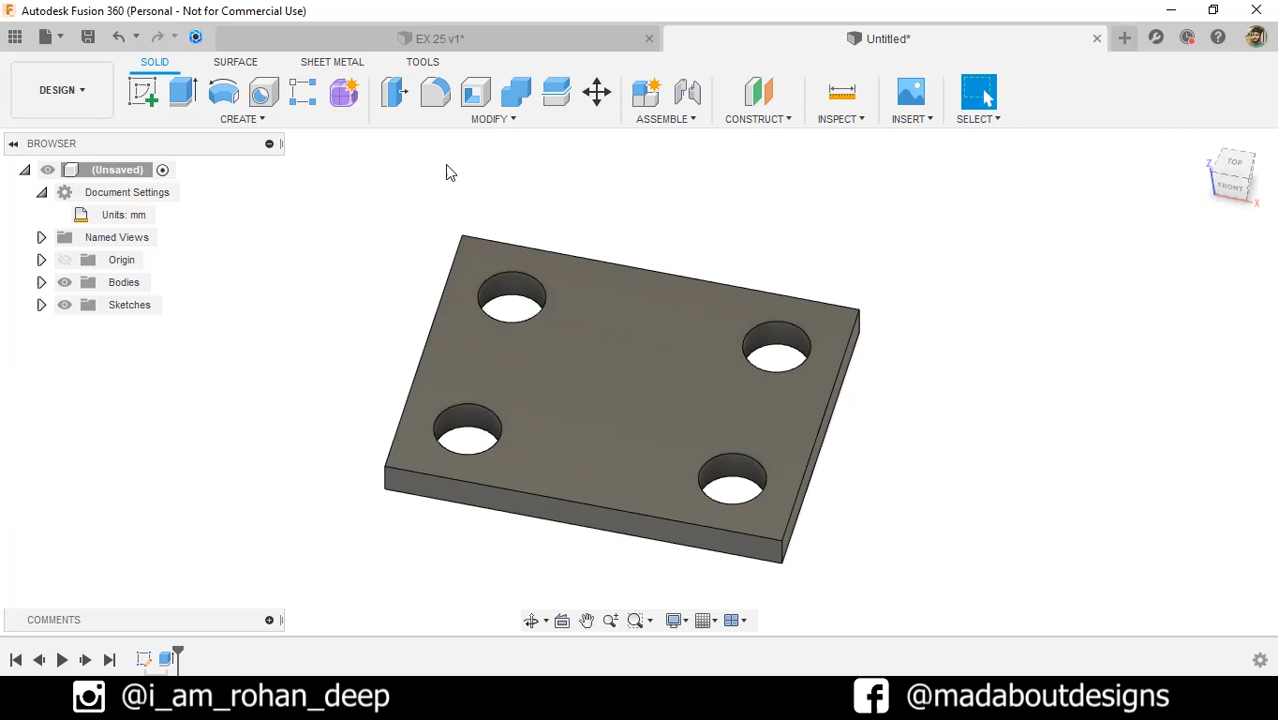 Autodesk Fusion 360 (Personal - Not for Commercial Use)
EX 25 v1*
Untitled*
DESIGN
SOLID
SURFACE
SHEET METAL
TOOLS
CREATE
MODIFY
ASSEMBLE
CONSTRUCT
INSPECT
INSERT
SELECT
BROWSER
(Unsaved)
Document Settings
Units: mm
Named Views
Origin
Bodies
Sketches
TOP
FRONT
Z
X
COMMENTS
@i_am_rohan_deep
@madaboutdesigns